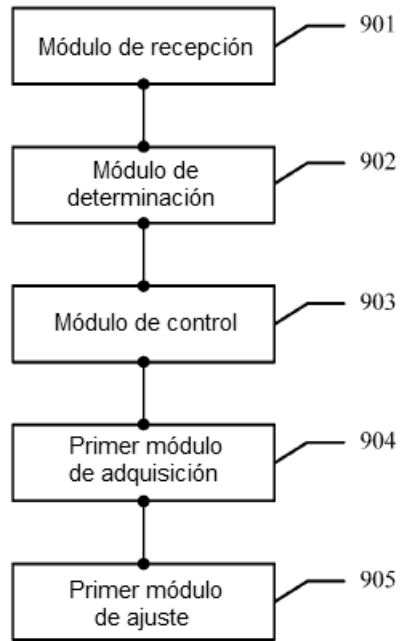 Módulo de recepción
901
Módulo de
determinación
902
Módulo de control
903
Primer módulo
de adquisición
904
Primer módulo
de ajuste
905